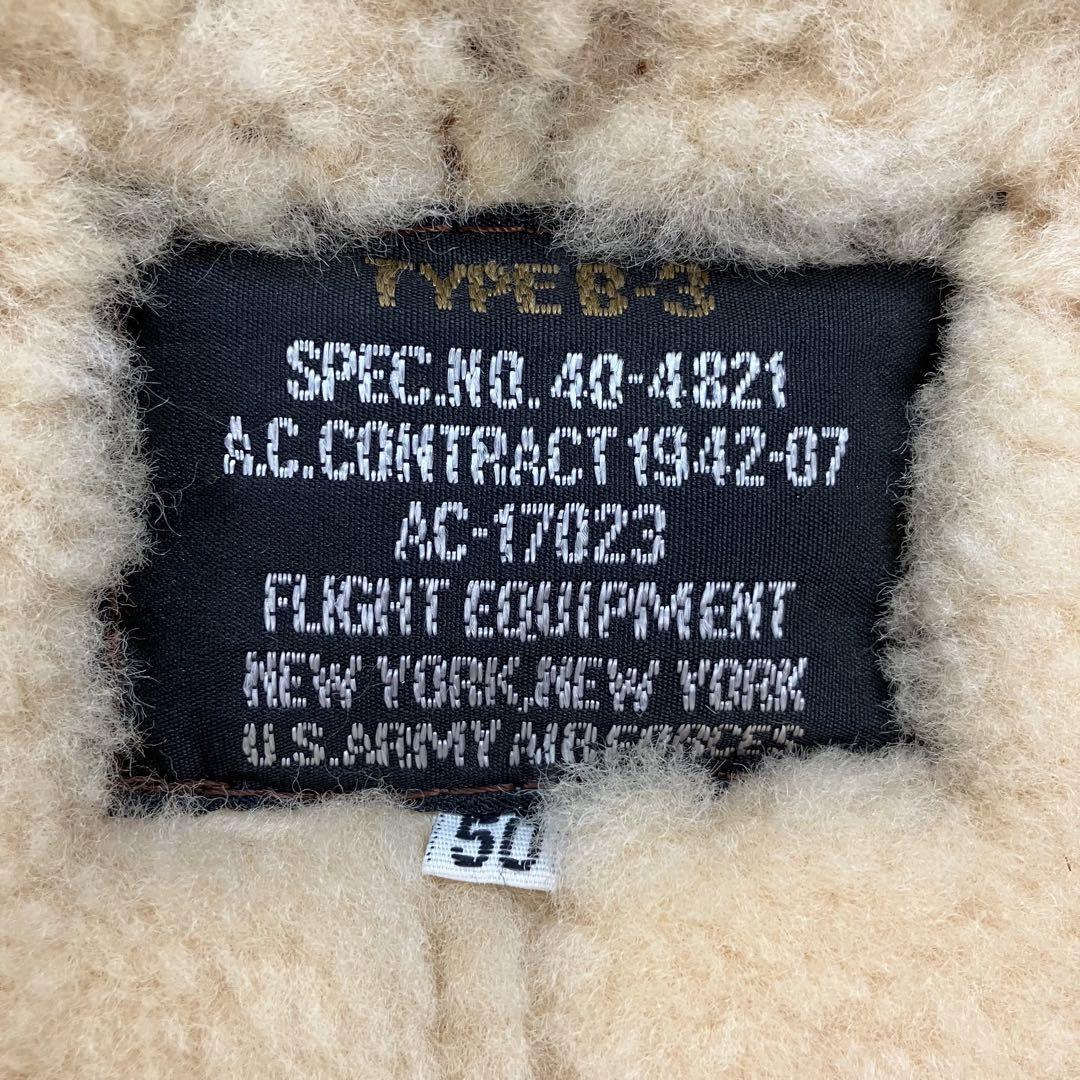 TYPE B-3
SPEC.NO. 40-4821
A.C.CONTRACT 1942-07
AC-17023
FLIGHT EQUIPMENT
NEW YORK,NEW YORK
U.S.ARMY AIR FORCES
50